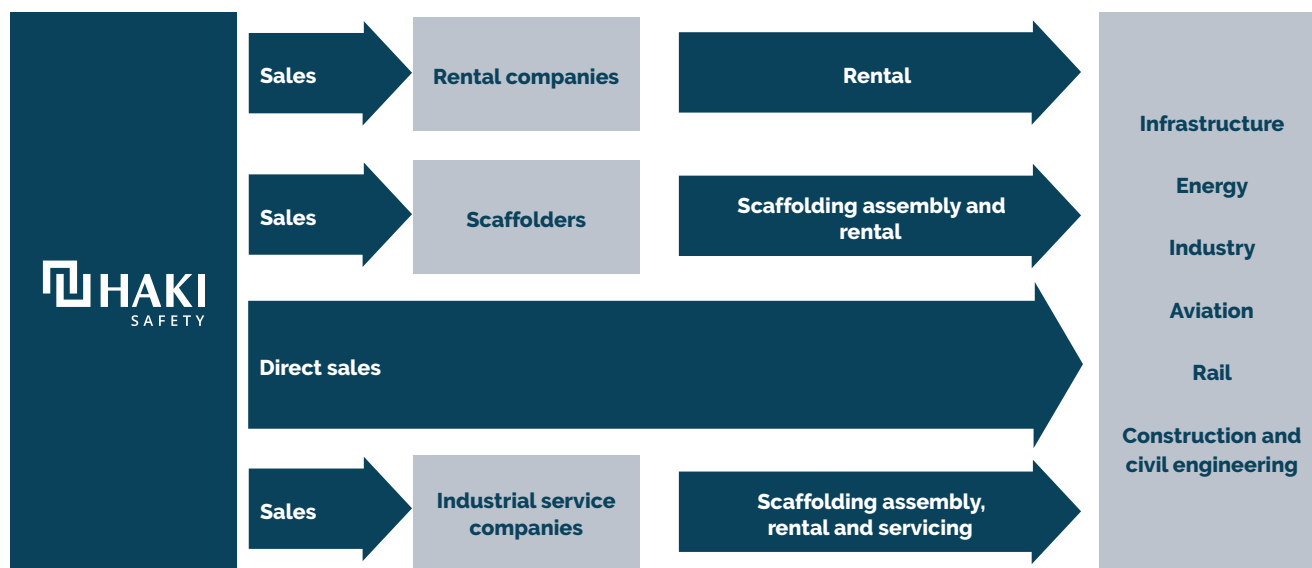 HAKI
SAFETY
Sales
Rental companies
Rental
Sales
Scaffolders
Scaffolding assembly and
rental
Direct sales
Sales
Industrial service
companies
Scaffolding assembly,
rental and servicing
Infrastructure
Energy
Industry
Aviation
Rail
Construction and
civil engineering